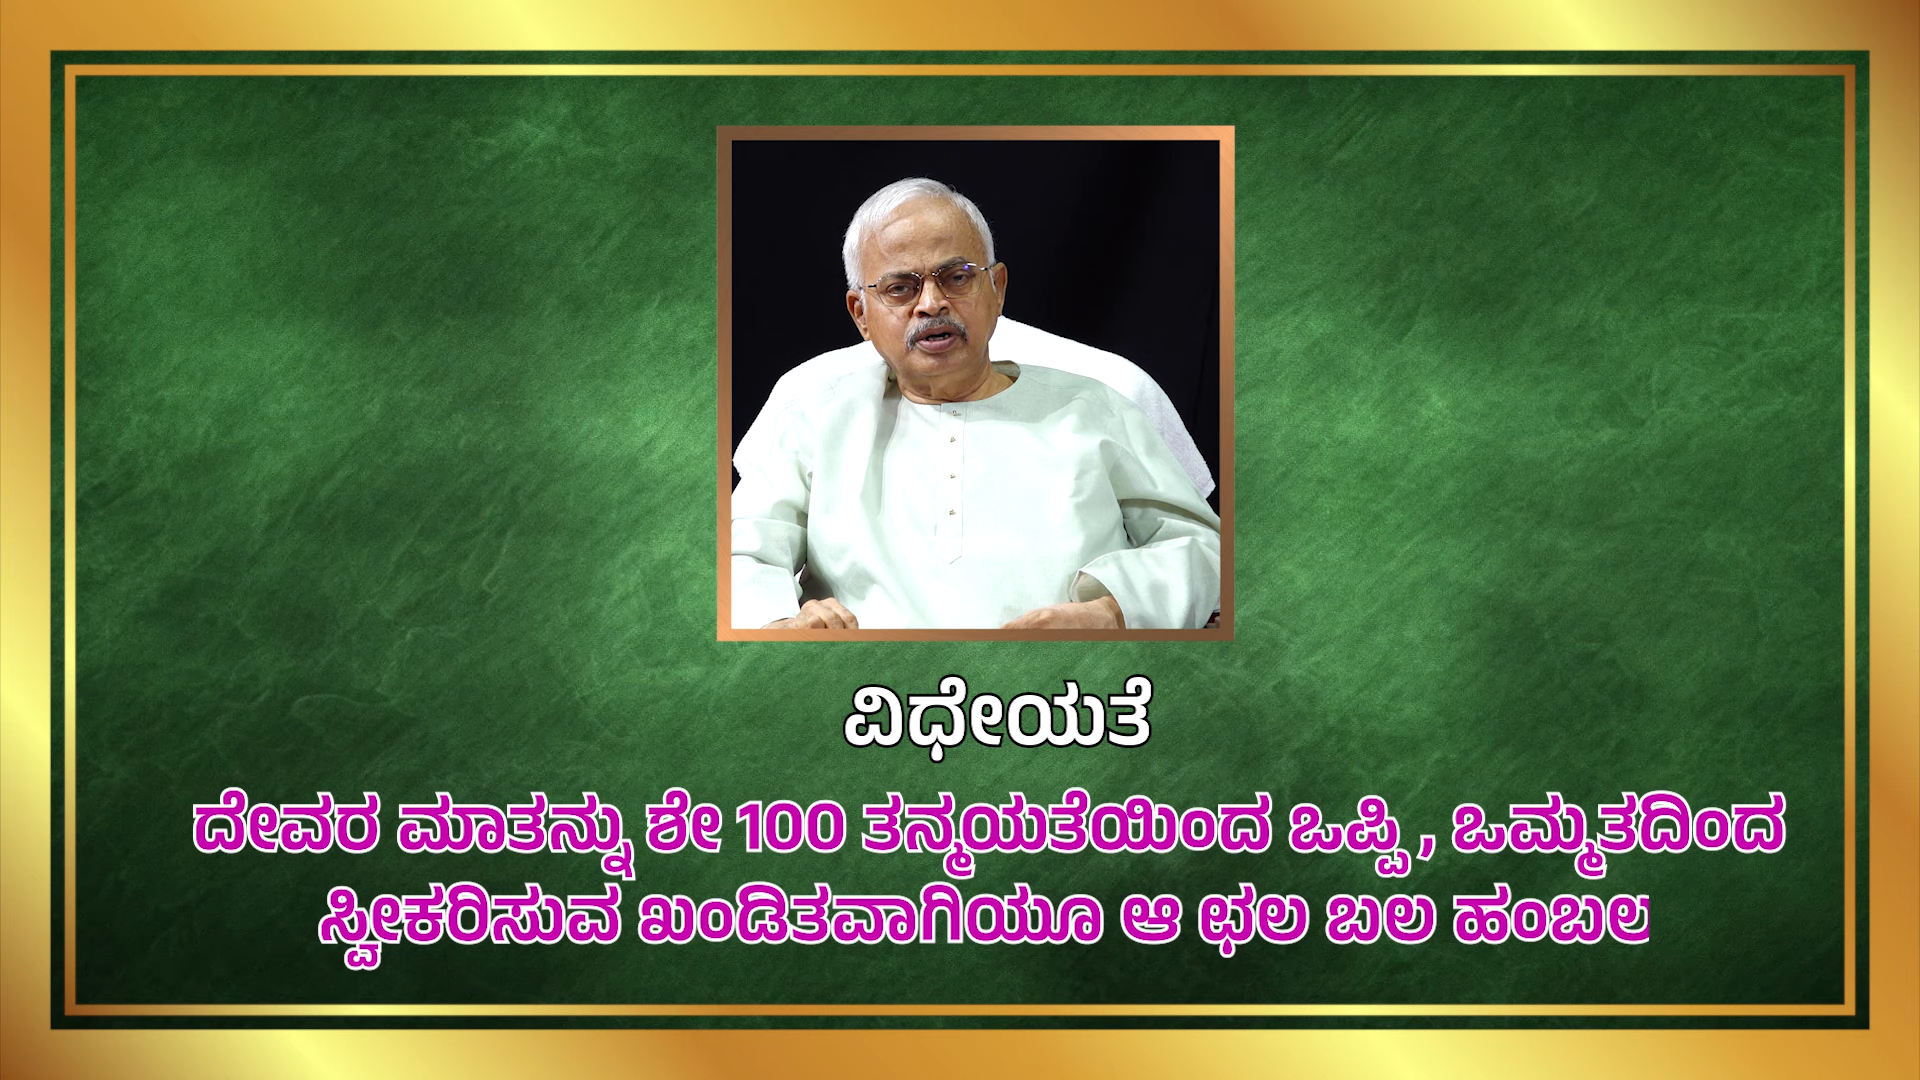 ವಿಧೇಯತೆ
ದೇವರ ಮಾತನ್ನು ಶೇ 100 ತನ್ಮಯತೆಯಿಂದ ಒಪ್ಪಿ, ಒಮ್ಮತದಿಂದ
ಸ್ವೀಕರಿಸುವ ಖಂಡಿತವಾಗಿಯೂ ಆ ಛಲ ಬಲ ಹಂಬಲ